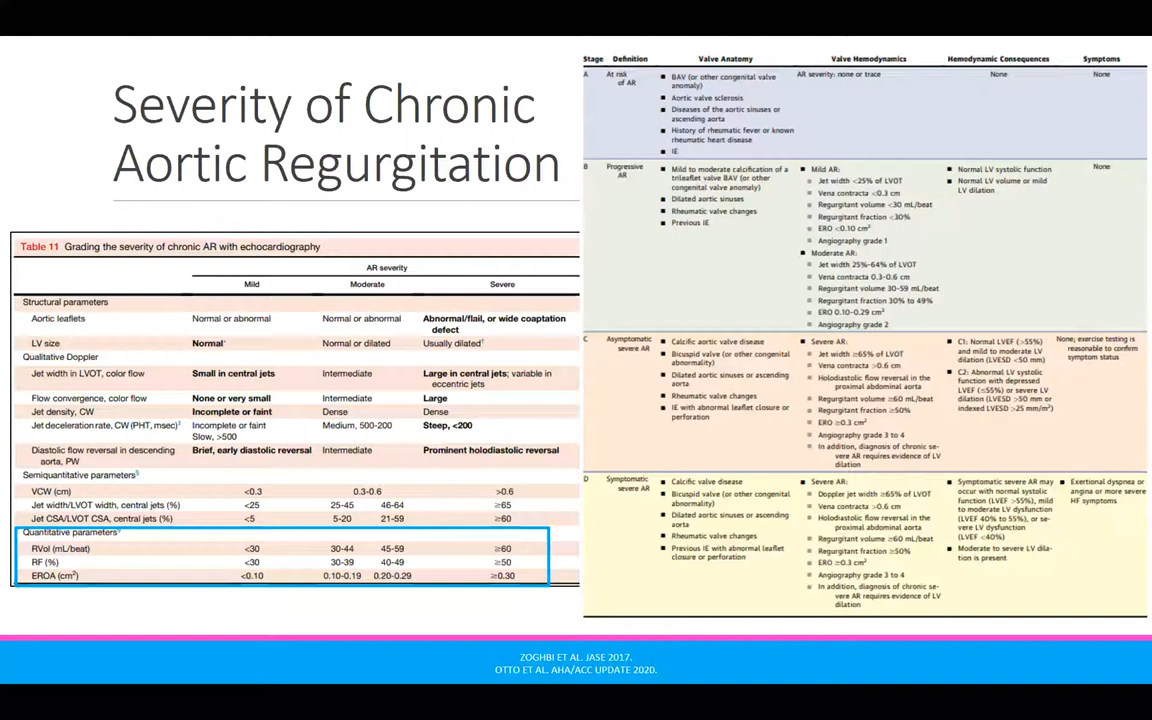 Severity of Chronic
Aortic Regurgitation
Table 11 Grading the severity of chronic AR with echocardiography
AR severity
Mild Moderate Severe
Structural parameters
Aortic leaflets Normal or abnormal Normal or abnormal Abnormal/flail, or wide coaptation
defect
LV size Normal* Normal or dilated Usually dilated†
Qualitative Doppler
Jet width in LVOT, color flow Small in central jets Intermediate Large in central jets; variable in
eccentric jets
Flow convergence, color flow None or very small Intermediate Large
Jet density, CW Incomplete or faint Dense Dense
Jet deceleration rate, CW (PHT, msec)‡ Incomplete or faint Medium, 500-200 Steep, <200
Slow, >500
Diastolic flow reversal in descending Brief, early diastolic reversal Intermediate Prominent holodiastolic reversal
aorta, PW
Semiquantitative parameters§
VCW (cm) <0.3 0.3-0.6 >0.6
Jet width/LVOT width, central jets (%) <25 25-45 46-64 ≥65
Jet CSA/LVOT CSA, central jets (%) <5 5-20 21-59 ≥60
Quantitative parameters§
RVol (mL/beat) <30 30-44 45-59 ≥60
RF (%) <30 30-39 40-49 ≥50
EROA (cm²) <0.10 0.10-0.19 0.20-0.29 ≥0.30
Stage Definition Valve Anatomy Valve Hemodynamics Hemodynamic Consequences Symptoms
A At risk
of AR
BAV (or other congenital valve
anomaly)
Aortic valve sclerosis
Diseases of the aortic sinuses or
ascending aorta
History of rheumatic fever or known
rheumatic heart disease
IE
AR severity: none or trace
None
None
B Progressive
AR
Mild to moderate calcification of a
trileaflet valve BAV (or other
congenital valve anomaly)
Dilated aortic sinuses
Rheumatic valve changes
Previous IE
Mild AR:
Jet width <25% of LVOT
Vena contracta <0.3 cm
Regurgitant volume <30 mL/beat
Regurgitant fraction <30%
ERO <0.10 cm²
Angiography grade 1
Moderate AR:
Jet width 25%-64% of LVOT
Vena contracta 0.3-0.6 cm
Regurgitant volume 30-59 mL/beat
Regurgitant fraction 30% to 49%
ERO 0.10-0.29 cm²
Angiography grade 2
Normal LV systolic function
Normal LV volume or mild
LV dilation
None
C Asymptomatic
severe AR
Calcific aortic valve disease
Bicuspid valve (or other congenital
abnormality)
Dilated aortic sinuses or ascending
aorta
Rheumatic valve changes
IE with abnormal leaflet closure or
perforation
Severe AR:
Jet width ≥65% of LVOT
Vena contracta >0.6 cm
Holodiastolic flow reversal in the
proximal abdominal aorta
Regurgitant volume ≥60 mL/beat
Regurgitant fraction ≥50%
ERO ≥0.3 cm²
Angiography grade 3 to 4
In addition, diagnosis of chronic se-
vere AR requires evidence of LV
dilation
C1: Normal LVEF (>55%)
and mild to moderate LV
dilation (LVESD <50 mm)
C2: Abnormal LV systolic
function with depressed
LVEF (≤55%) or severe LV
dilation (LVESD >50 mm or
indexed LVESD >25 mm/m²)
None; exercise testing is
reasonable to confirm
symptom status
D Symptomatic
severe AR
Calcific valve disease
Bicuspid valve (or other congenital
abnormality)
Dilated aortic sinuses or ascending
aorta
Rheumatic valve changes
Previous IE with abnormal leaflet
closure or perforation
Severe AR:
Doppler jet width ≥65% of LVOT
Vena contracta >0.6 cm
Holodiastolic flow reversal in the
proximal abdominal aorta
Regurgitant volume ≥60 mL/beat
Regurgitant fraction ≥50%
ERO ≥0.3 cm²
Angiography grade 3 to 4
In addition, diagnosis of chronic se-
vere AR requires evidence of LV
dilation
Symptomatic severe AR may
occur with normal systolic
function (LVEF >55%), mild
to moderate LV dysfunction
(LVEF 40% to 55%), or se-
vere LV dysfunction
(LVEF <40%)
Moderate to severe LV dila-
tion is present
Exertional dyspnea or
angina or more severe
HF symptoms
ZOGHBI ET AL. JASE 2017.
OTTO ET AL. AHA/ACC UPDATE 2020.